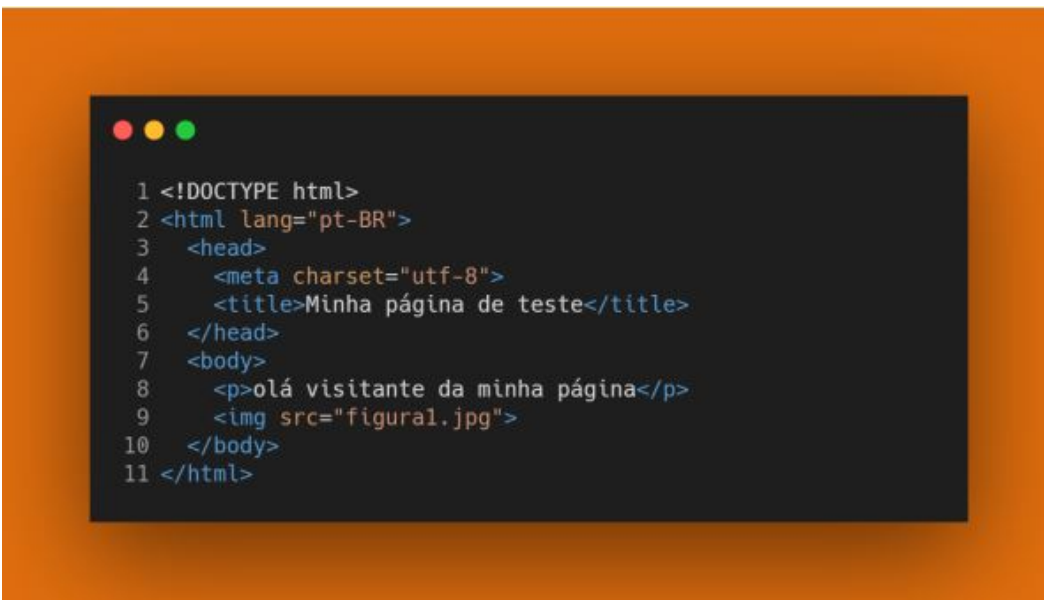 1 <!DOCTYPE html>
2 <html lang="pt-BR">
3   <head>
4     <meta charset="utf-8">
5     <title>Minha página de teste</title>
6   </head>
7   <body>
8     <p>olá visitante da minha página</p>
9     <img src="figura1.jpg">
10   </body>
11 </html>